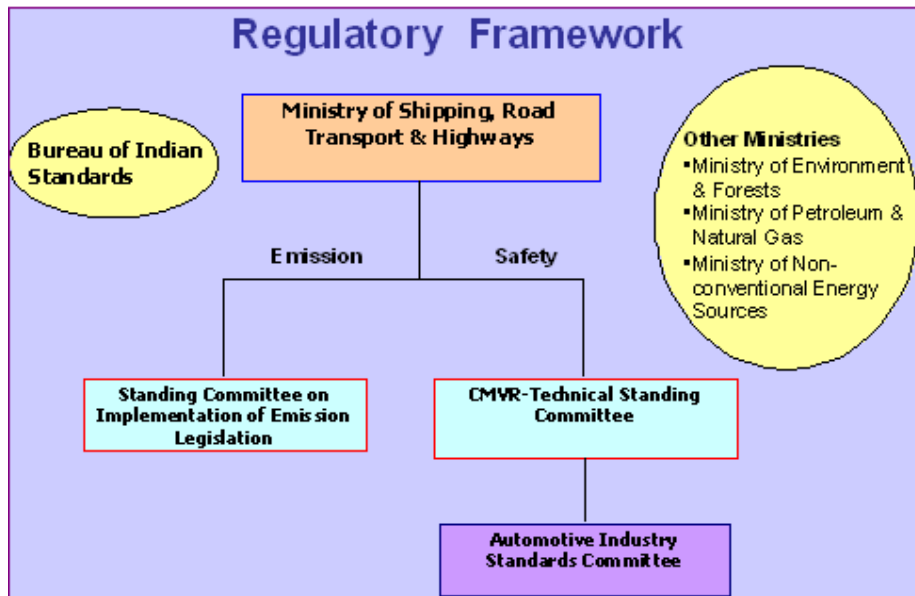 Regulatory Framework
Ministry of Shipping, Road
Transport & Highways
Bureau of Indian
Standards
Other Ministries
▪Ministry of Environment
& Forests
▪Ministry of Petroleum &
Natural Gas
▪Ministry of Non-
conventional Energy
Sources
Emission
Safety
Standing Committee on
Implementation of Emission
Legislation
CMVR-Technical Standing
Committee
Automotive Industry
Standards Committee